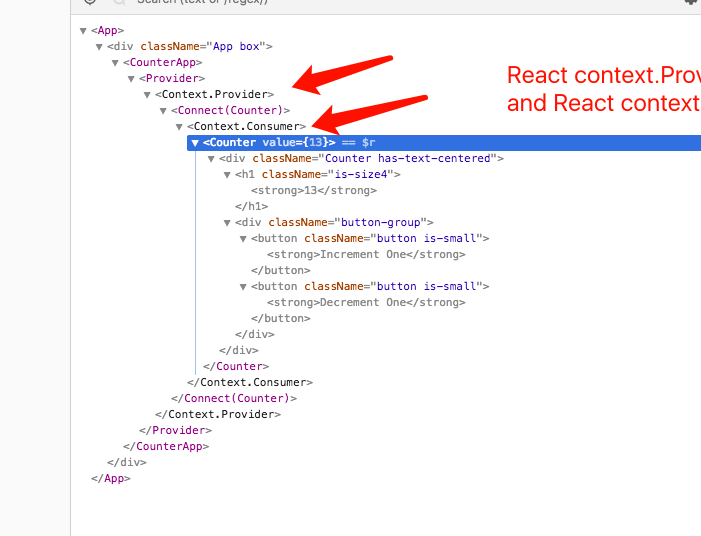 Search (text or /regex/)
<App>
<div className="App box">
<CounterApp>
<Provider>
<Context.Provider>
<Connect(Counter)>
<Context.Consumer>
<Counter value={13}> == $r
<div className="Counter has-text-centered">
<h1 className="is-size4">
<strong>13</strong>
</h1>
<div className="button-group">
<button className="button is-small">
<strong>Increment One</strong>
</button>
<button className="button is-small">
<strong>Decrement One</strong>
</button>
</div>
</div>
</Counter>
</Context.Consumer>
</Connect(Counter)>
</Context.Provider>
</Provider>
</CounterApp>
</div>
</App>
React context.Prov
and React context